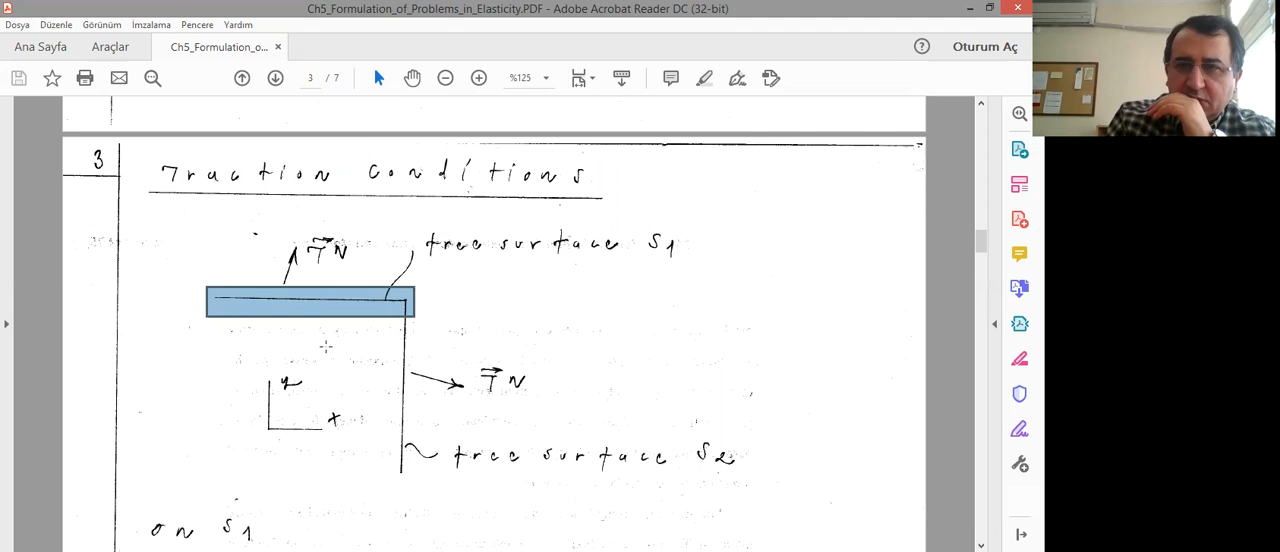 Ch5_Formulation_of_Problems_in_Elasticity.PDF - Adobe Acrobat Reader DC (32-bit)
Dosya Düzenle Görünüm İmzalama Pencere Yardım
Ana Sayfa Araçlar Ch5_Formulation_o... × Oturum Aç
3 / 7 %125
3 Traction conditions
T N free surface S1
T N
y
x
free surface S2
on S1